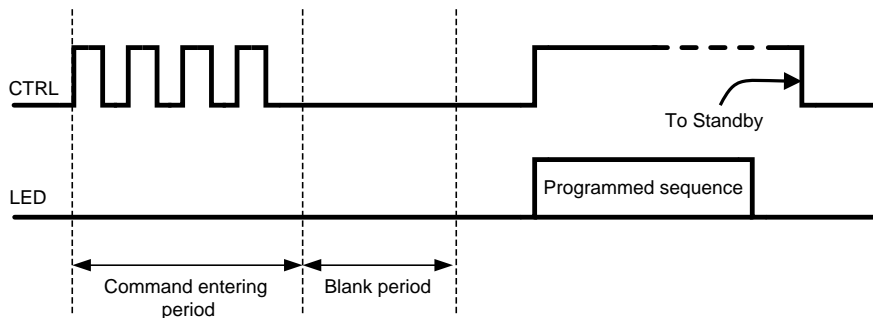 CTRL
To Standby
LED
Programmed sequence
Command entering
period
Blank period